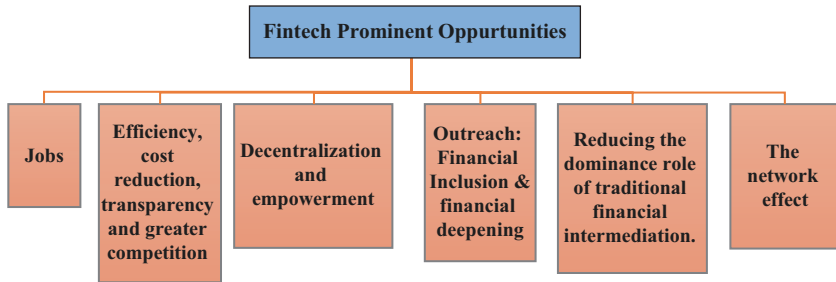 Fintech Prominent Oppurtunities
Jobs
Efficiency,
cost
reduction,
transparency
and greater
competition
Decentralization
and
empowerment
Outreach:
Financial
Inclusion &
financial
deepening
Reducing the
dominance role
of traditional
financial
intermediation.
The
network
effect